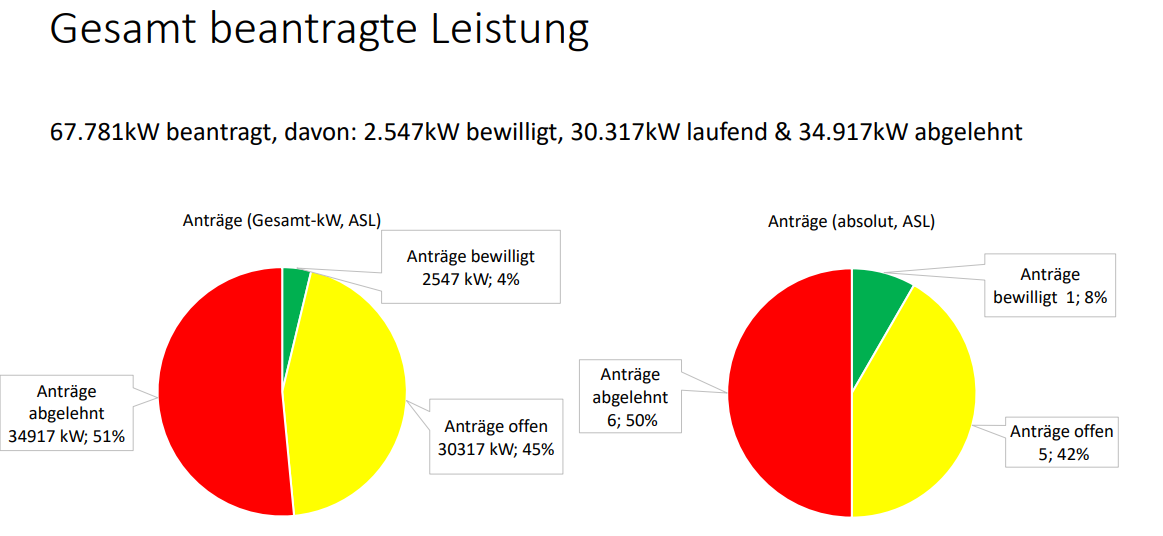 Gesamt beantragte Leistung
67.781kW beantragt, davon: 2.547kW bewilligt, 30.317kW laufend & 34.917kW abgelehnt
Anträge (Gesamt-kW, ASL)
Anträge bewilligt
2547 kW; 4%
Anträge
abgelehnt
34917 kW; 51%
Anträge offen
30317 kW; 45%
Anträge (absolut, ASL)
Anträge
bewilligt 1; 8%
Anträge
abgelehnt
6; 50%
Anträge offen
5; 42%